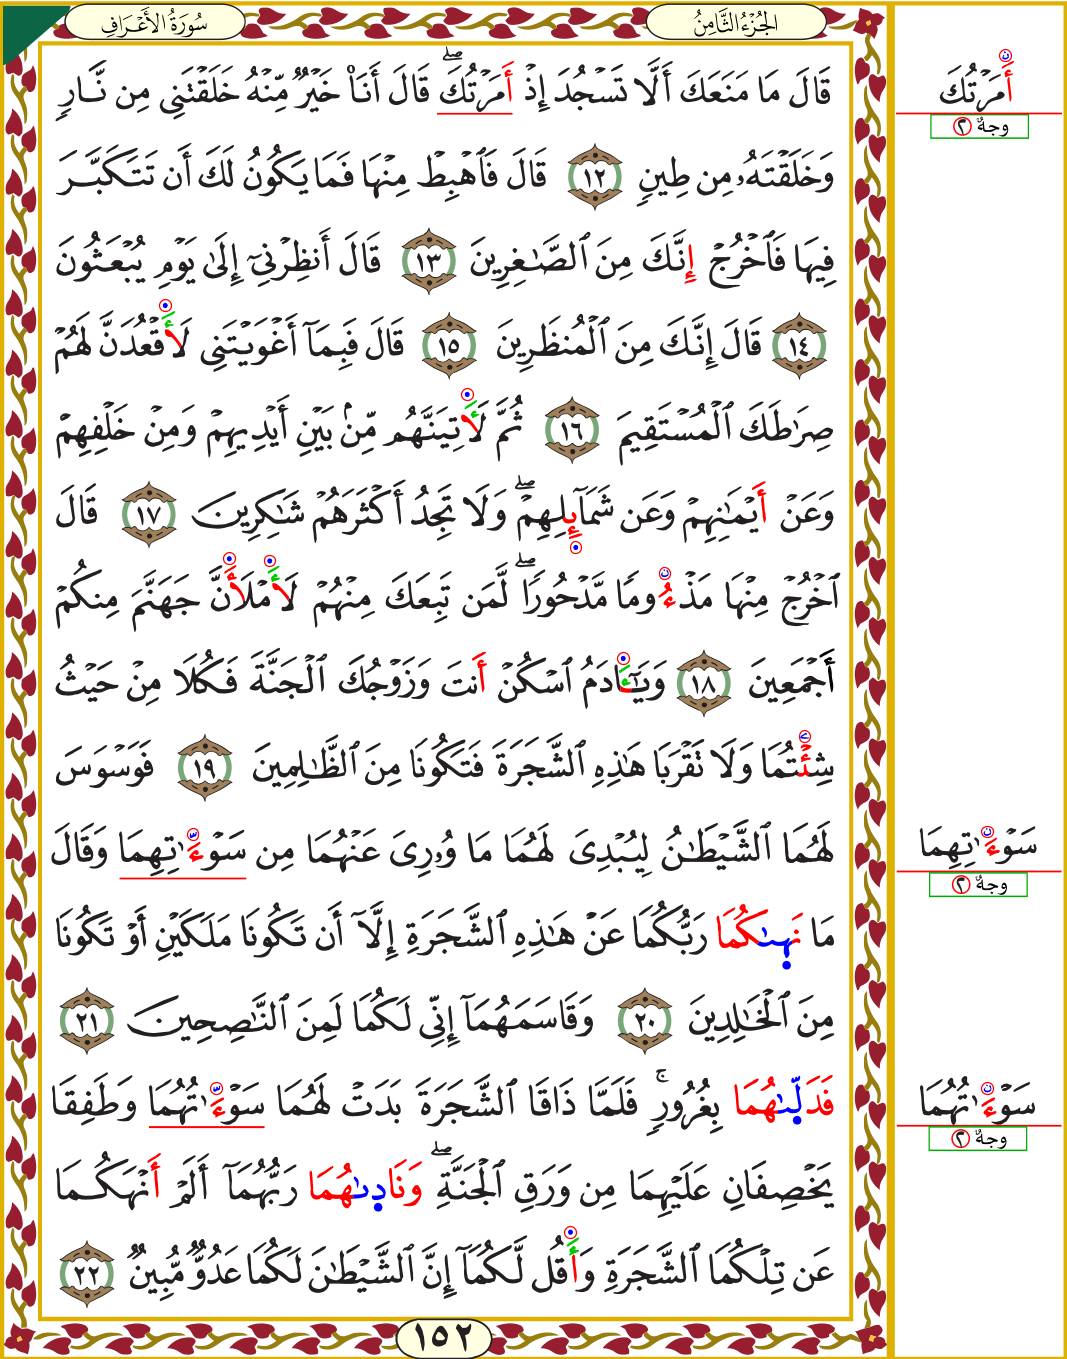 سُورَةُ الأَعْرَافِ
الجُزْءُ الثَّامِنُ
قَالَ مَا مَنَعَكَ أَلَّا تَسْجُدَ إِذْ أَمَرْتُكَۖ قَالَ أَنَا۠ خَيْرٌ مِّنْهُ خَلَقْتَنِى مِن نَّارٍ
وَخَلَقْتَهُۥ مِن طِينٍ ١٢ قَالَ فَٱهْبِطْ مِنْهَا فَمَا يَكُونُ لَكَ أَن تَتَكَبَّرَ
فِيهَا فَٱخْرُجْ إِنَّكَ مِنَ ٱلصَّٰغِرِينَ ١٣ قَالَ أَنظِرْنِىٓ إِلَىٰ يَوْمِ يُبْعَثُونَ
١٤ قَالَ إِنَّكَ مِنَ ٱلْمُنظَرِينَ ١٥ قَالَ فَبِمَآ أَغْوَيْتَنِى لَأَقْعُدَنَّ لَهُمْ
صِرَٰطَكَ ٱلْمُسْتَقِيمَ ١٦ ثُمَّ لَأَتِيَنَّهُم مِّنۢ بَيْنِ أَيْدِيهِمْ وَمِنْ خَلْفِهِمْ
وَعَنْ أَيْمَٰنِهِمْ وَعَن شَمَآئِلِهِمْۖ وَلَا تَجِدُ أَكْثَرَهُمْ شَٰكِرِينَ ١٧ قَالَ
ٱخْرُجْ مِنْهَا مَذْءُومًا مَّدْحُورًاۖ لَّمَن تَبِعَكَ مِنْهُمْ لَأَمْلَأَنَّ جَهَنَّمَ مِنكُمْ
أَجْمَعِينَ ١٨ وَيَٰٓـَٔادَمُ ٱسْكُنْ أَنتَ وَزَوْجُكَ ٱلْجَنَّةَ فَكُلَا مِنْ حَيْثُ
شِئْتُمَا وَلَا تَقْرَبَا هَٰذِهِ ٱلشَّجَرَةَ فَتَكُونَا مِنَ ٱلظَّٰلِمِينَ ١٩ فَوَسْوَسَ
لَهُمَا ٱلشَّيْطَٰنُ لِيُبْدِىَ لَهُمَا مَا وُۥرِىَ عَنْهُمَا مِن سَوْءَٰتِهِمَا وَقَالَ
مَا نَهَىٰكُمَا رَبُّكُمَا عَنْ هَٰذِهِ ٱلشَّجَرَةِ إِلَّآ أَن تَكُونَا مَلَكَيْنِ أَوْ تَكُونَا
مِنَ ٱلْخَٰلِدِينَ ٢٠ وَقَاسَمَهُمَآ إِنِّى لَكُمَا لَمِنَ ٱلنَّٰصِحِينَ ٢١
فَدَلَّىٰهُمَا بِغُرُورٍۚ فَلَمَّا ذَاقَا ٱلشَّجَرَةَ بَدَتْ لَهُمَا سَوْءَٰتُهُمَا وَطَفِقَا
يَخْصِفَانِ عَلَيْهِمَا مِن وَرَقِ ٱلْجَنَّةِۖ وَنَادَىٰهُمَا رَبُّهُمَآ أَلَمْ أَنْهَكُمَا
عَن تِلْكُمَا ٱلشَّجَرَةِ وَأَقُل لَّكُمَآ إِنَّ ٱلشَّيْطَٰنَ لَكُمَا عَدُوٌّ مُّبِينٌ ٢٢
١٥٢
أَمَرْتُكَ
وجهٌ ٢
سَوْءَٰتِهِمَا
وجهٌ ٢
سَوْءَٰتُهُمَا
وجهٌ ٢